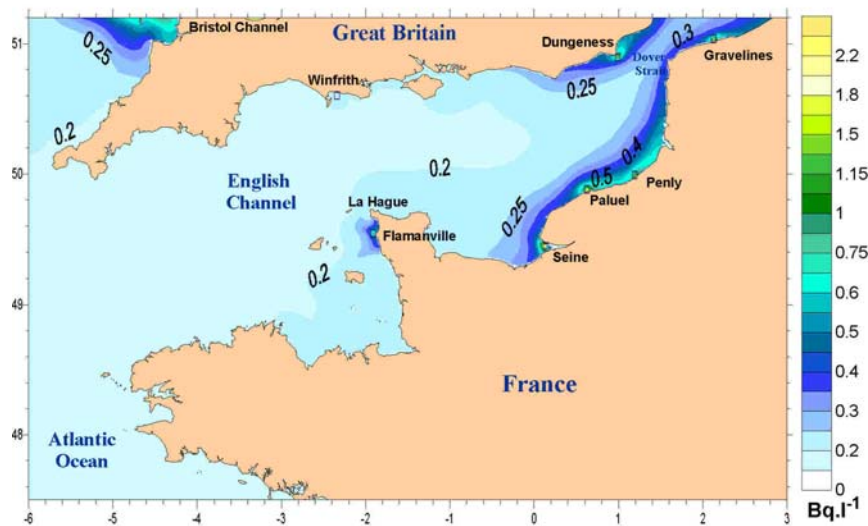 Bristol Channel
Great Britain
Dungeness
0.3
Gravelines
Dover
Strait
0.25
Winfrith
0.25
0.2
English
Channel
0.2
0.4
0.5
Penly
Paluel
La Hague
0.25
Flamanville
Seine
0.2
France
Atlantic
Ocean
51
50
49
48
-6 -5 -4 -3 -2 -1 0 1 2 3
2.2
1.8
1.5
1.15
1
0.75
0.6
0.4
0.3
0.2
0
Bq.l-1